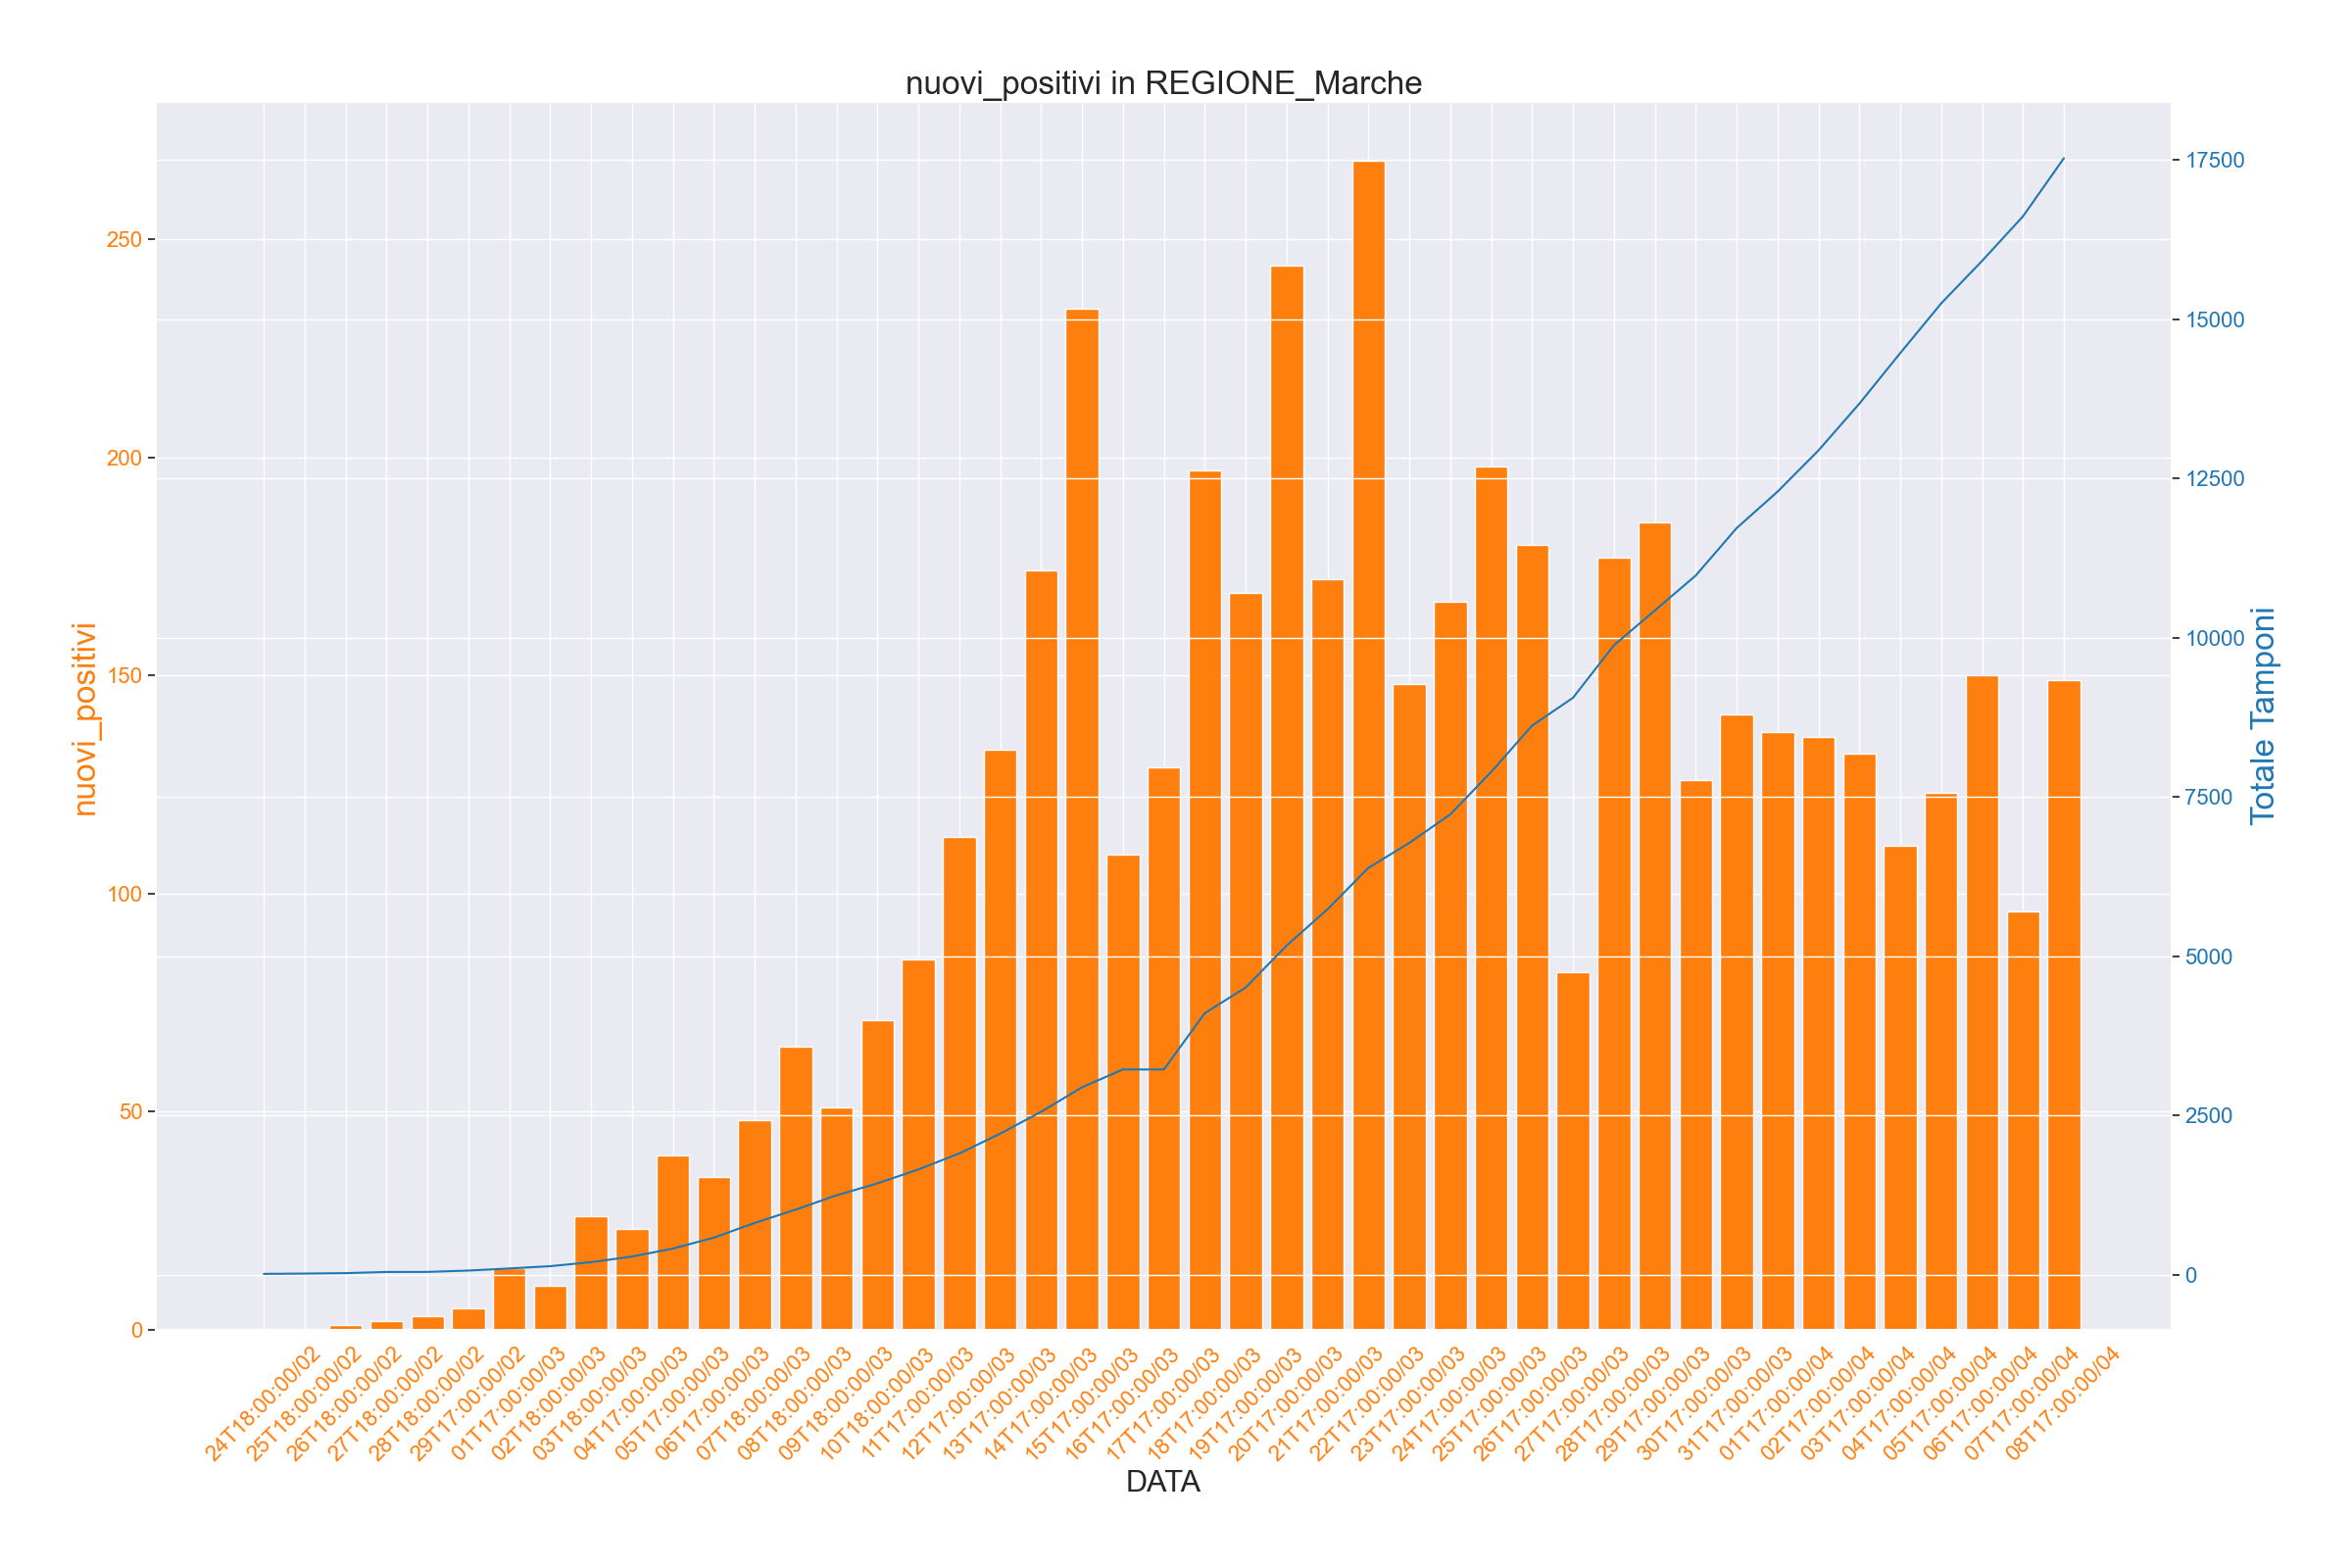 nuovi_positivi in REGIONE_Marche
nuovi_positivi
250
200
150
100
50
0
17500
15000
12500
10000
7500
5000
2500
0
Totale Tamponi
24T18:00:00/02
25T18:00:00/02
26T18:00:00/02
27T18:00:00/02
28T18:00:00/02
29T17:00:00/02
01T17:00:00/03
02T18:00:00/03
03T18:00:00/03
04T17:00:00/03
05T17:00:00/03
06T17:00:00/03
07T18:00:00/03
08T18:00:00/03
09T18:00:00/03
10T18:00:00/03
11T17:00:00/03
12T17:00:00/03
13T17:00:00/03
14T17:00:00/03
15T17:00:00/03
16T17:00:00/03
17T17:00:00/03
18T17:00:00/03
19T17:00:00/03
20T17:00:00/03
21T17:00:00/03
22T17:00:00/03
23T17:00:00/03
24T17:00:00/03
25T17:00:00/03
26T17:00:00/03
27T17:00:00/03
28T17:00:00/03
29T17:00:00/03
30T17:00:00/03
31T17:00:00/03
01T17:00:00/04
02T17:00:00/04
03T17:00:00/04
04T17:00:00/04
05T17:00:00/04
06T17:00:00/04
07T17:00:00/04
08T17:00:00/04
DATA